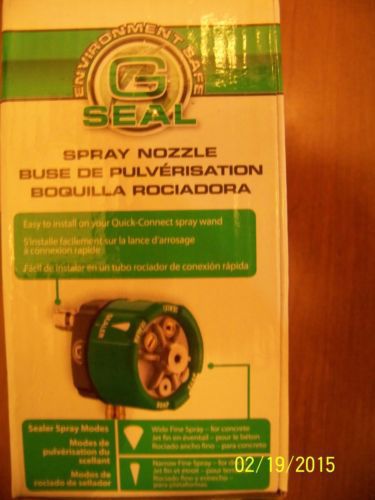 ENVIRONMENT SAFE
G
SEAL
SPRAY NOZZLE
BUSE DE PULVÉRISATION
BOQUILLA ROCIADORA
Easy to install on your Quick-Connect spray wand
S'installe facilement sur la lance d'arrosage
à connexion rapide
Fácil de instalar en un tubo rociador de conexión rápida
Sealer Spray Modes
Modes de
pulvérisation du
scellant
Modos de
rociado de sellador
Wide Fine Spray – for concrete
Jet fin en éventail – pour le béton
Rociado ancho fino – para concreto
Narrow Fine Spray – for
Jet fin et étroit – pour
Rociado fino y estrecho –
para plataformas
02/19/2015